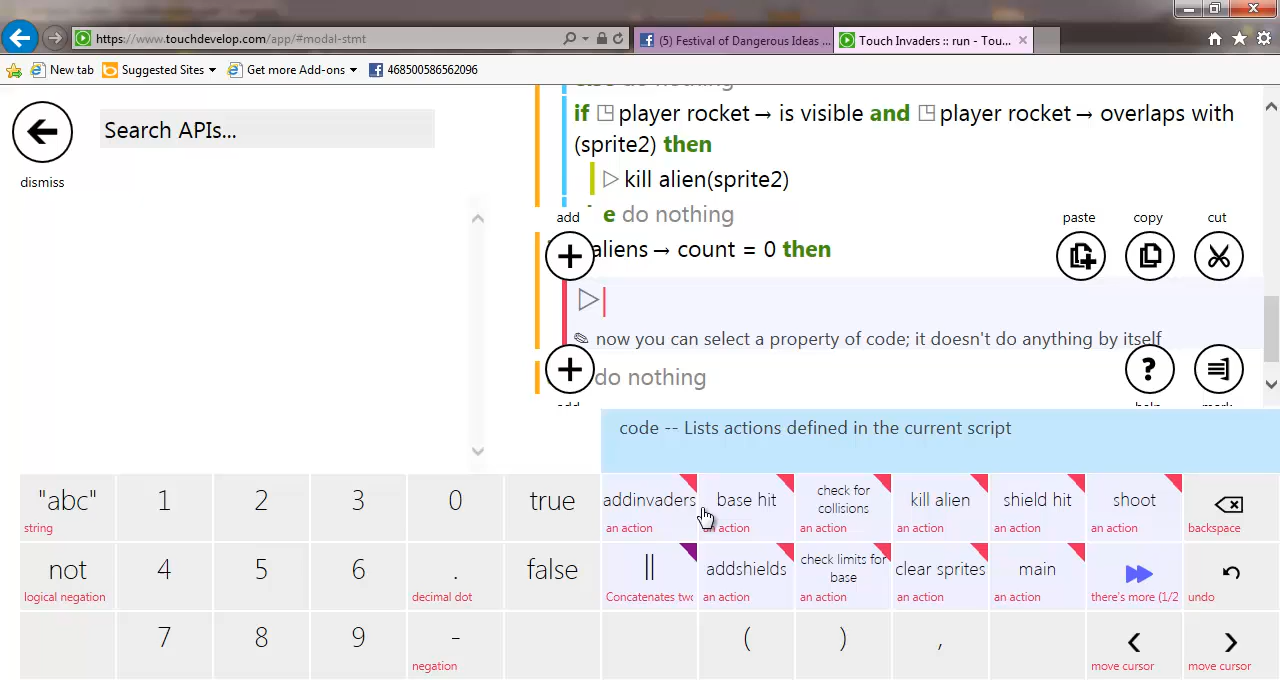 https://www.touchdevelop.com/app/#modal-stmt
(5) Festival of Dangerous Ideas ...
Touch Invaders :: run - Tou...
New tab
Suggested Sites
Get more Add-ons
468500586562096
dismiss
Search APIs...
do nothing
if player rocket → is visible and player rocket → overlaps with
(sprite2) then
▷ kill alien(sprite2)
e do nothing
add
paste
copy
cut
aliens → count = 0 then
▷
now you can select a property of code; it doesn't do anything by itself
do nothing
code -- Lists actions defined in the current script
"abc"
string
1
2
3
0
true
addinvaders
an action
base hit
an action
check for
collisions
an action
kill alien
an action
shield hit
an action
shoot
an action
backspace
not
logical negation
4
5
6
.
decimal dot
false
||
Concatenates two
addshields
an action
check limits for
base
an action
clear sprites
an action
main
an action
there's more (1/2
undo
7
8
9
-
negation
(
)
,
move cursor
move cursor